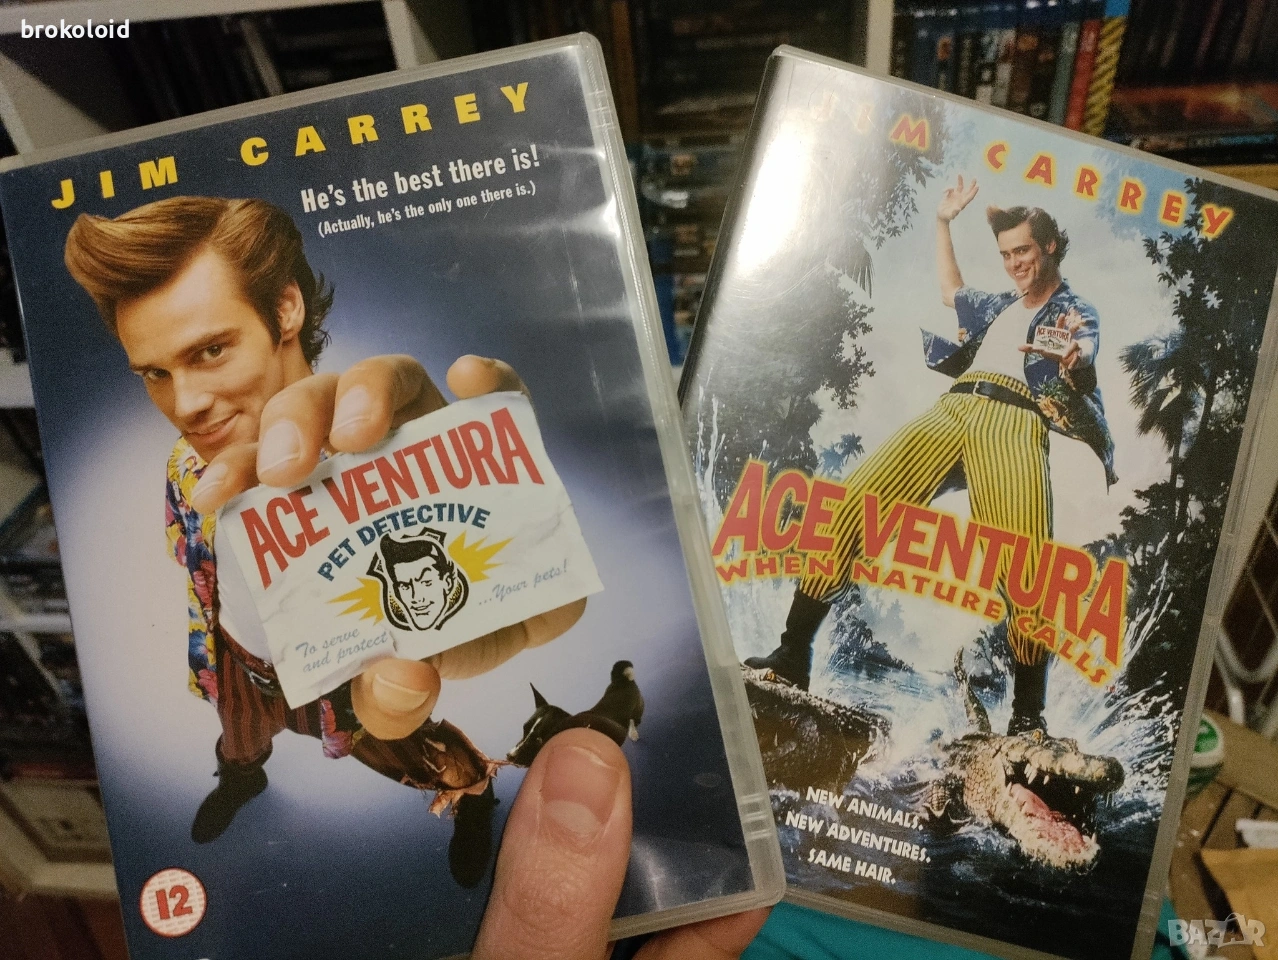 brokoloid
JIM CARREY
He's the best there is!
(Actually, he's the only one there is.)
ACE VENTURA
PET DETECTIVE
...Your pets!
To serve
and protect
12
JIM CARREY
ACE VENTURA
ACE VENTURA
WHEN NATURE CALLS
NEW ANIMALS.
NEW ADVENTURES.
SAME HAIR.
BAZAR